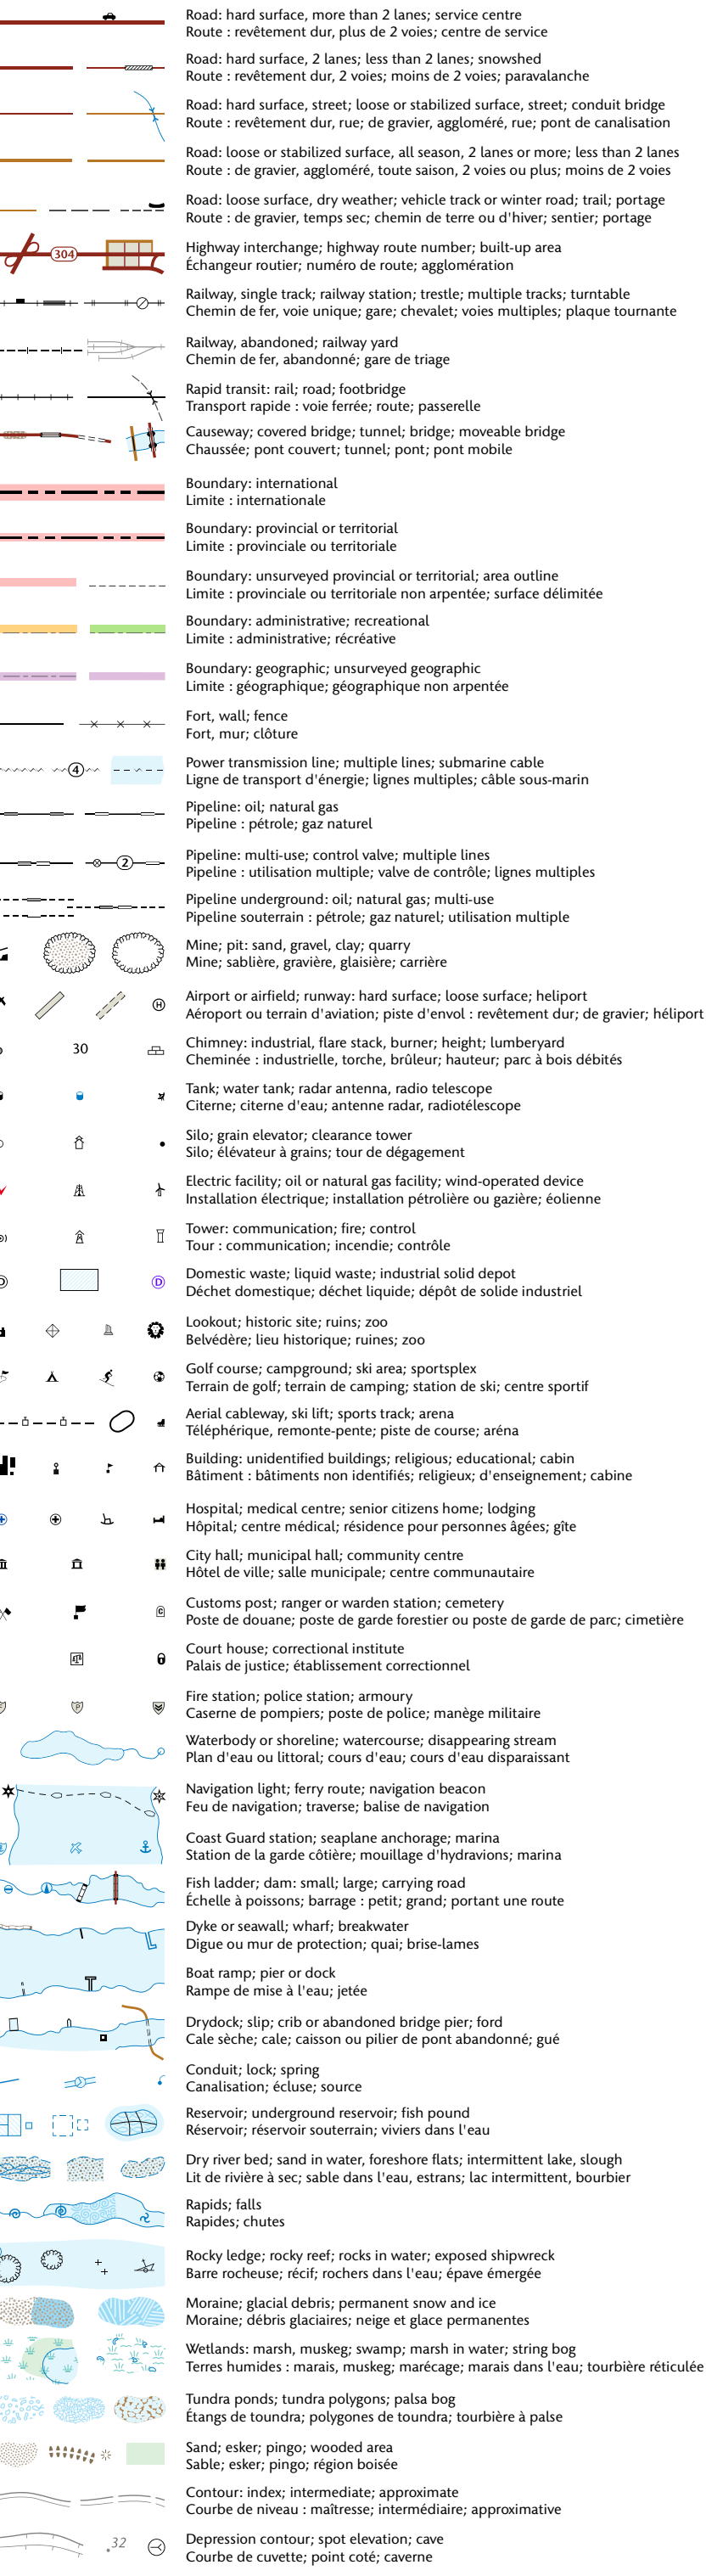 Road: hard surface, more than 2 lanes; service centre
Route : revêtement dur, plus de 2 voies; centre de service
Road: hard surface, 2 lanes; less than 2 lanes; snowshed
Route : revêtement dur, 2 voies; moins de 2 voies; paravalanche
Road: hard surface, street; loose or stabilized surface, street; conduit bridge
Route : revêtement dur, rue; de gravier, aggloméré, rue; pont de canalisation
Road: loose or stabilized surface, all season, 2 lanes or more; less than 2 lanes
Route : de gravier, aggloméré, toute saison, 2 voies ou plus; moins de 2 voies
Road: loose surface, dry weather; vehicle track or winter road; trail; portage
Route : de gravier, temps sec; chemin de terre ou d'hiver; sentier; portage
304
Highway interchange; highway route number; built-up area
Échangeur routier; numéro de route; agglomération
Railway, single track; railway station; trestle; multiple tracks; turntable
Chemin de fer, voie unique; gare; chevalet; voies multiples; plaque tournante
Railway, abandoned; railway yard
Chemin de fer, abandonné; gare de triage
Rapid transit: rail; road; footbridge
Transport rapide : voie ferrée; route; passerelle
Causeway; covered bridge; tunnel; bridge; moveable bridge
Chaussée; pont couvert; tunnel; pont; pont mobile
Boundary: international
Limite : internationale
Boundary: provincial or territorial
Limite : provinciale ou territoriale
Boundary: unsurveyed provincial or territorial; area outline
Limite : provinciale ou territoriale non arpentée; surface délimitée
Boundary: administrative; recreational
Limite : administrative; récréative
Boundary: geographic; unsurveyed geographic
Limite : géographique; géographique non arpentée
Fort, wall; fence
Fort, mur; clôture
4
Power transmission line; multiple lines; submarine cable
Ligne de transport d'énergie; lignes multiples; câble sous-marin
Pipeline: oil; natural gas
Pipeline : pétrole; gaz naturel
2
Pipeline: multi-use; control valve; multiple lines
Pipeline : utilisation multiple; valve de contrôle; lignes multiples
Pipeline underground: oil; natural gas; multi-use
Pipeline souterrain : pétrole; gaz naturel; utilisation multiple
Mine; pit: sand, gravel, clay; quarry
Mine; sablière, gravière, glaisière; carrière
H
Airport or airfield; runway: hard surface; loose surface; heliport
Aéroport ou terrain d'aviation; piste d'envol : revêtement dur; de gravier; héliport
30
Chimney: industrial, flare stack, burner; height; lumberyard
Cheminée : industrielle, torche, brûleur; hauteur; parc à bois débités
Tank; water tank; radar antenna, radio telescope
Citerne; citerne d'eau; antenne radar, radiotélescope
Silo; grain elevator; clearance tower
Silo; élévateur à grains; tour de dégagement
Electric facility; oil or natural gas facility; wind-operated device
Installation électrique; installation pétrolière ou gazière; éolienne
Tower: communication; fire; control
Tour : communication; incendie; contrôle
D D
Domestic waste; liquid waste; industrial solid depot
Déchet domestique; déchet liquide; dépôt de solide industriel
Lookout; historic site; ruins; zoo
Belvédère; lieu historique; ruines; zoo
Golf course; campground; ski area; sportsplex
Terrain de golf; terrain de camping; station de ski; centre sportif
Aerial cableway, ski lift; sports track; arena
Téléphérique, remonte-pente; piste de course; aréna
Building: unidentified buildings; religious; educational; cabin
Bâtiment : bâtiments non identifiés; religieux; d'enseignement; cabine
Hospital; medical centre; senior citizens home; lodging
Hôpital; centre médical; résidence pour personnes âgées; gîte
City hall; municipal hall; community centre
Hôtel de ville; salle municipale; centre communautaire
C
Customs post; ranger or warden station; cemetery
Poste de douane; poste de garde forestier ou poste de garde de parc; cimetière
Court house; correctional institute
Palais de justice; établissement correctionnel
P
Fire station; police station; armoury
Caserne de pompiers; poste de police; manège militaire
Waterbody or shoreline; watercourse; disappearing stream
Plan d'eau ou littoral; cours d'eau; cours d'eau disparaissant
Navigation light; ferry route; navigation beacon
Feu de navigation; traverse; balise de navigation
Coast Guard station; seaplane anchorage; marina
Station de la garde côtière; mouillage d'hydravions; marina
Fish ladder; dam: small; large; carrying road
Échelle à poissons; barrage : petit; grand; portant une route
Dyke or seawall; wharf; breakwater
Digue ou mur de protection; quai; brise-lames
Boat ramp; pier or dock
Rampe de mise à l'eau; jetée
Drydock; slip; crib or abandoned bridge pier; ford
Cale sèche; cale; caisson ou pilier de pont abandonné; gué
Conduit; lock; spring
Canalisation; écluse; source
Reservoir; underground reservoir; fish pound
Réservoir; réservoir souterrain; viviers dans l'eau
Dry river bed; sand in water, foreshore flats; intermittent lake, slough
Lit de rivière à sec; sable dans l'eau, estrans; lac intermittent, bourbier
Rapids; falls
Rapides; chutes
Rocky ledge; rocky reef; rocks in water; exposed shipwreck
Barre rocheuse; récif; rochers dans l'eau; épave émergée
Moraine; glacial debris; permanent snow and ice
Moraine; débris glaciaires; neige et glace permanentes
Wetlands: marsh, muskeg; swamp; marsh in water; string bog
Terres humides : marais, muskeg; marécage; marais dans l'eau; tourbière réticulée
Tundra ponds; tundra polygons; palsa bog
Étangs de toundra; polygones de toundra; tourbière à palse
Sand; esker; pingo; wooded area
Sable; esker; pingo; région boisée
Contour: index; intermediate; approximate
Courbe de niveau : maîtresse; intermédiaire; approximative
.32
Depression contour; spot elevation; cave
Courbe de cuvette; point coté; caverne